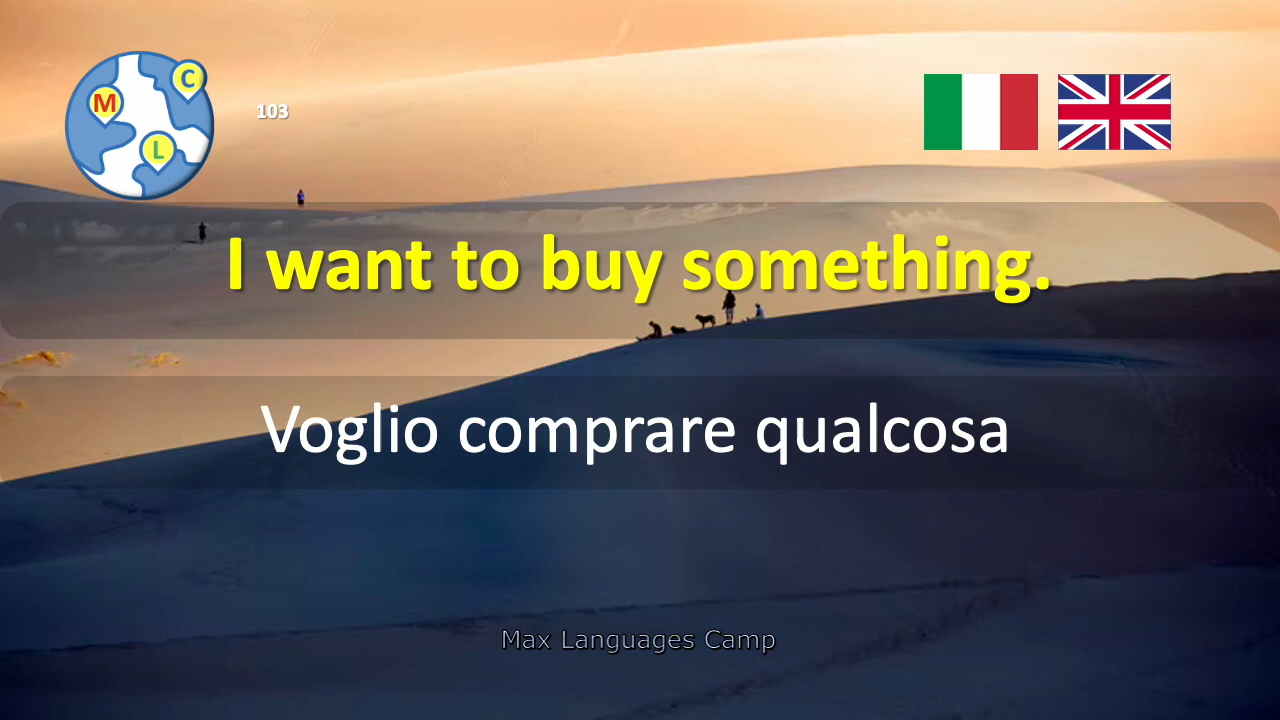 C
M
L
103
I want to buy something.
Voglio comprare qualcosa
Max Languages Camp